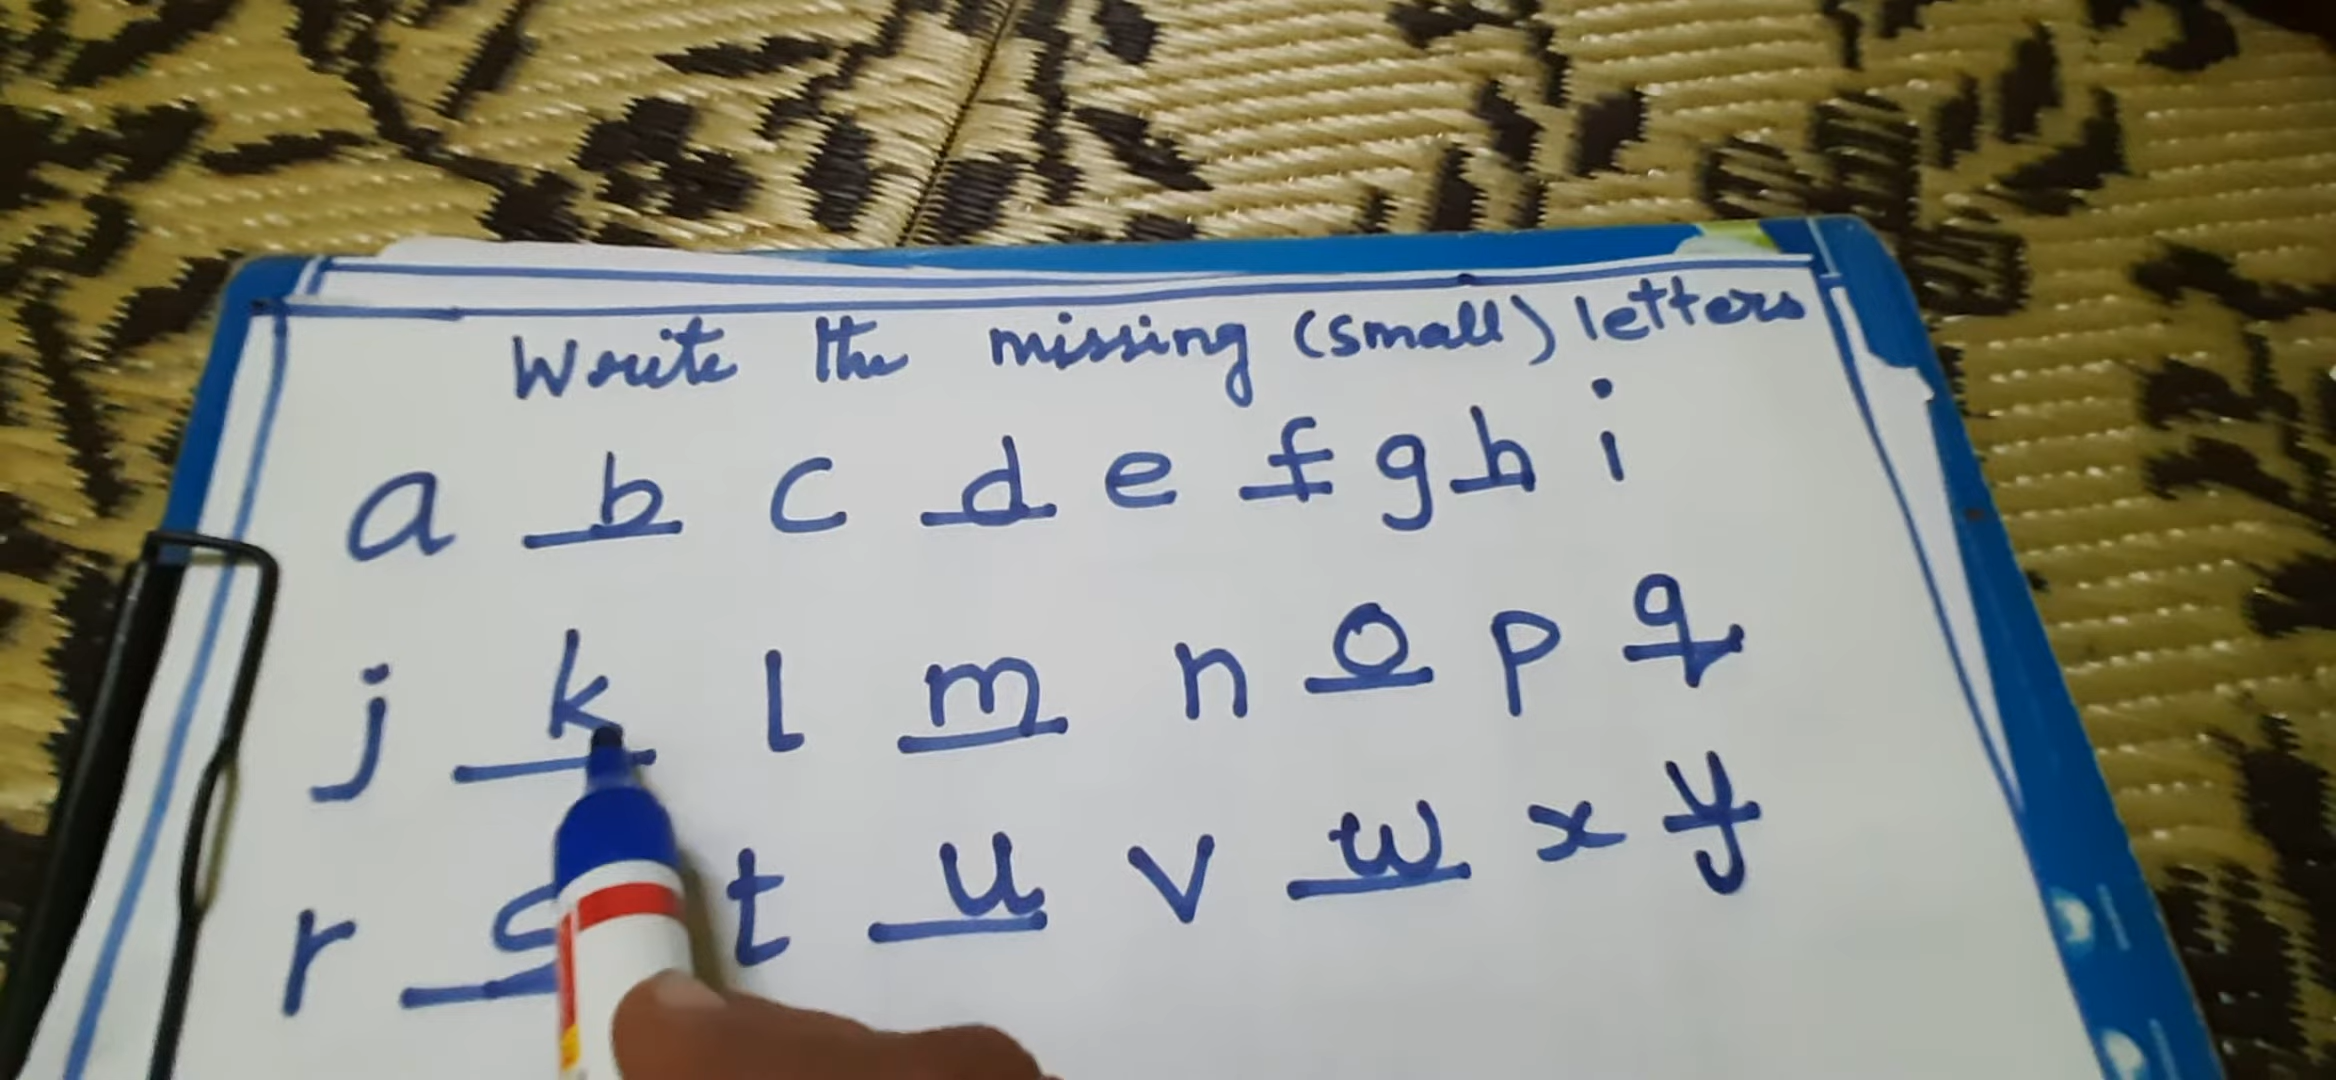 Write the missing (small) letters
a b c d e f g h i
j k l m n o p q
r s t u v w x y